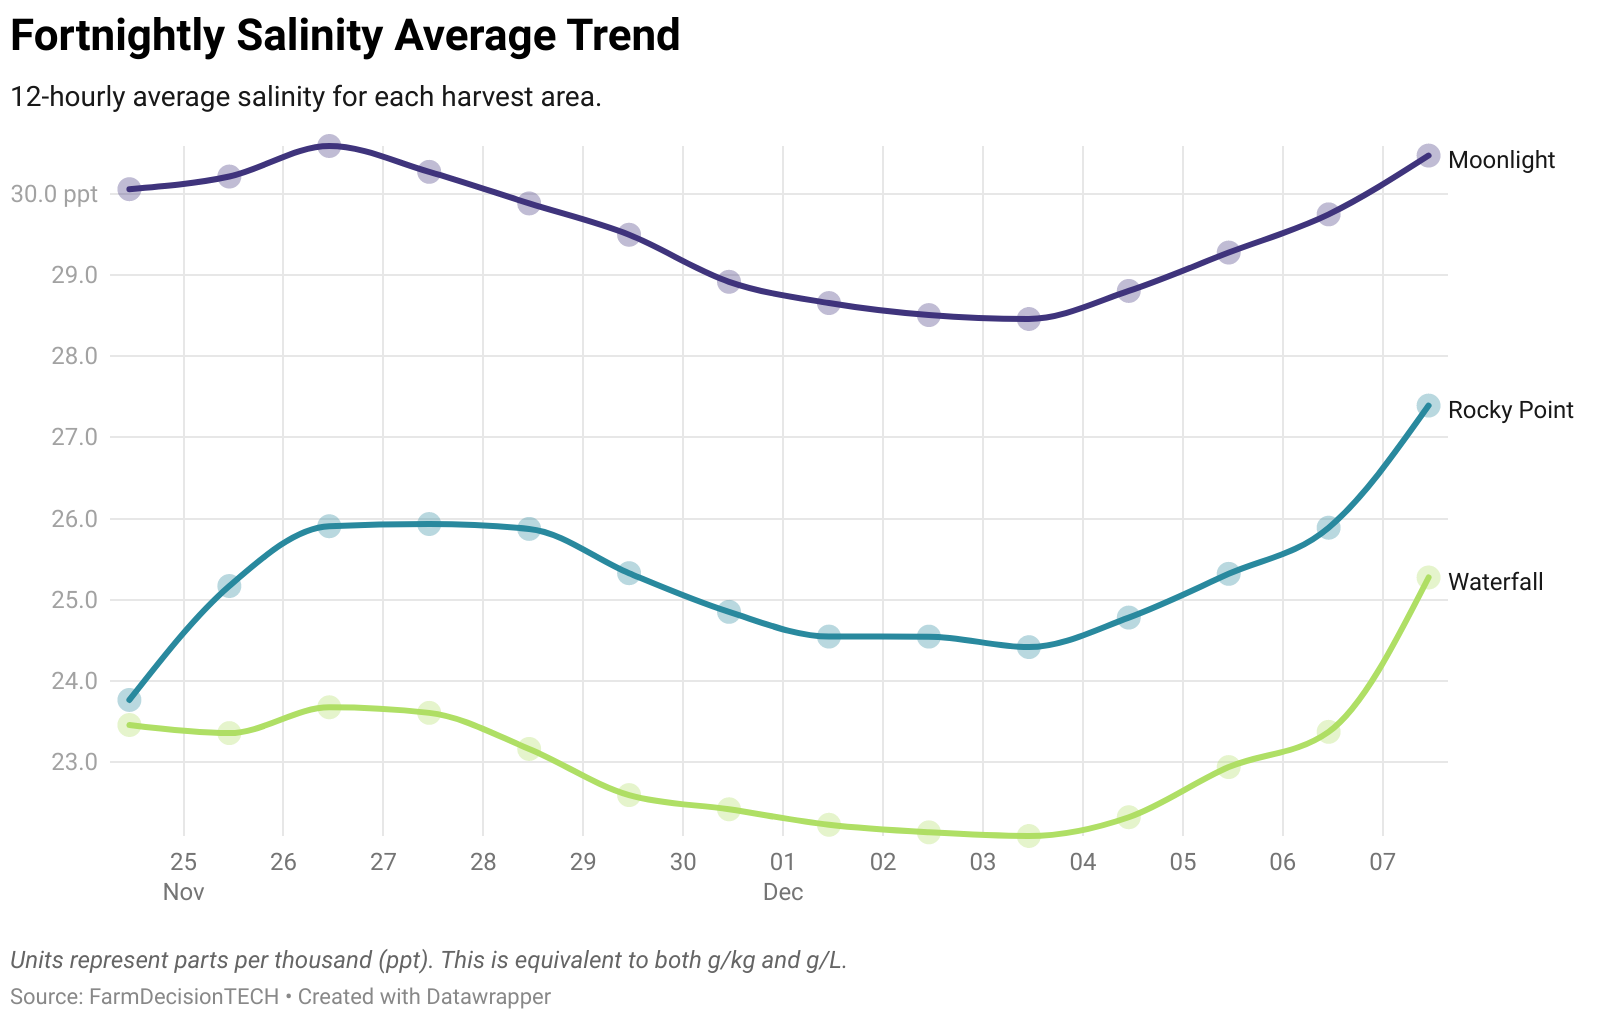 Fortnightly Salinity Average Trend
12-hourly average salinity for each harvest area.
Moonlight
30.0 ppt
29.0
28.0
Rocky Point
27.0
26.0
Waterfall
25.0
24.0
23.0
25 26 27 28 29 30 01 02 03 04 05 06 07
Nov Dec
Units represent parts per thousand (ppt). This is equivalent to both g/kg and g/L.
Source: FarmDecisionTECH • Created with Datawrapper